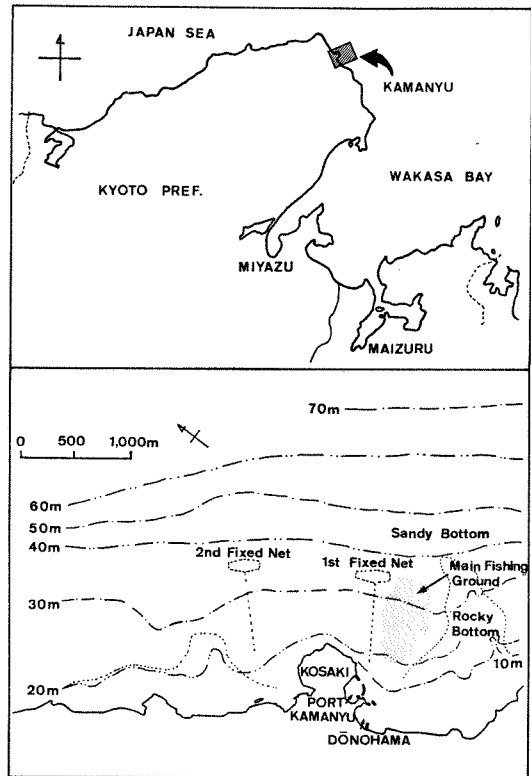 JAPAN SEA
KAMANYU
KYOTO PREF.
WAKASA BAY
MIYAZU
MAIZURU
70m
0 500 1,000m
60m
50m
40m
Sandy Bottom
2nd Fixed Net
1st Fixed Net
Main Fishing
Ground
30m
Rocky
Bottom
10m
KOSAKI
20m
PORT
KAMANYU
DŌNOHAMA